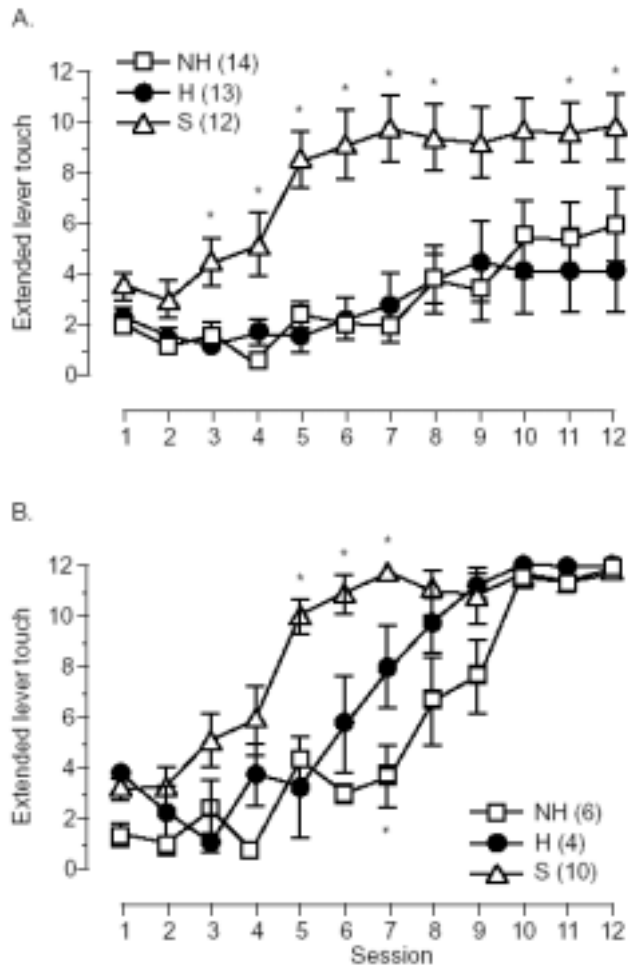 A.
NH (14)
H (13)
S (12)
12
10
8
6
4
2
0
Extended lever touch
* * * * * * * *
1 2 3 4 5 6 7 8 9 10 11 12
Session
B.
12
10
8
6
4
2
0
Extended lever touch
* * *
*
NH (6)
H (4)
S (10)
1 2 3 4 5 6 7 8 9 10 11 12
Session